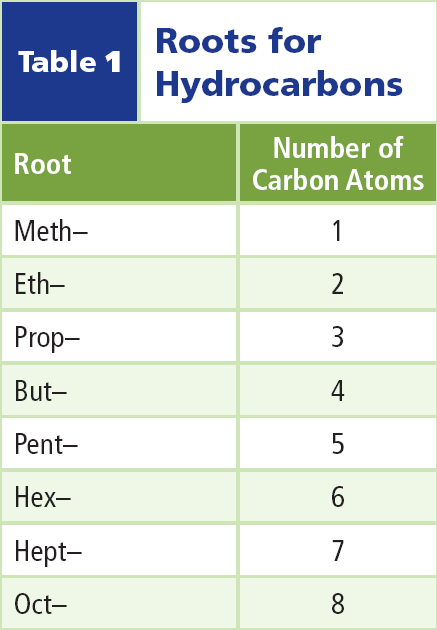 Table 1
Roots for
Hydrocarbons
Root
Number of
Carbon Atoms
Meth– 1
Eth– 2
Prop– 3
But– 4
Pent– 5
Hex– 6
Hept– 7
Oct– 8